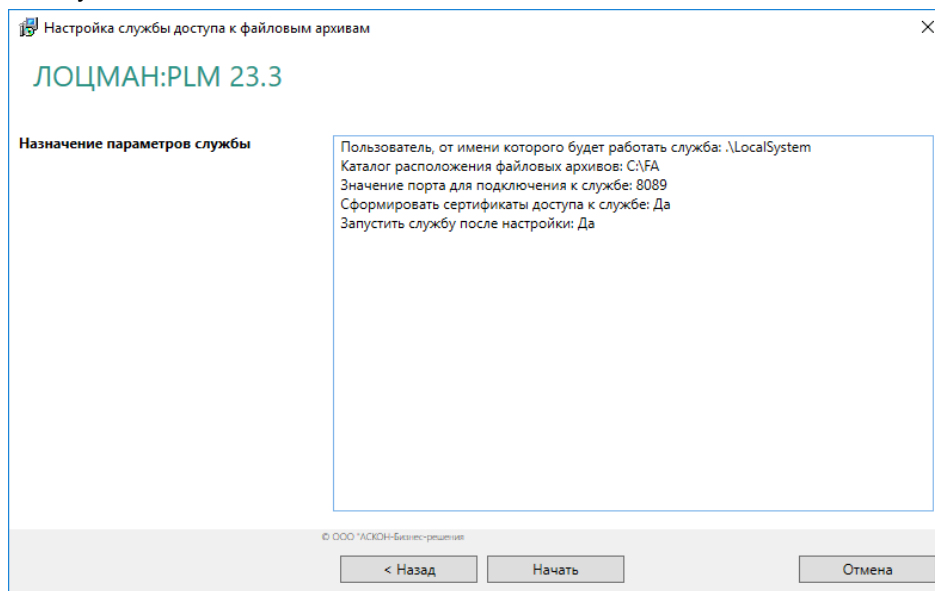 Настройка службы доступа к файловым архивам
ЛОЦМАН:PLM 23.3
Назначение параметров службы
Пользователь, от имени которого будет работать служба: .\LocalSystem
Каталог расположения файловых архивов: C:\FA
Значение порта для подключения к службе: 8089
Сформировать сертификаты доступа к службе: Да
Запустить службу после настройки: Да
© ООО "АСКОН-Бизнес-решения
< Назад
Начать
Отмена